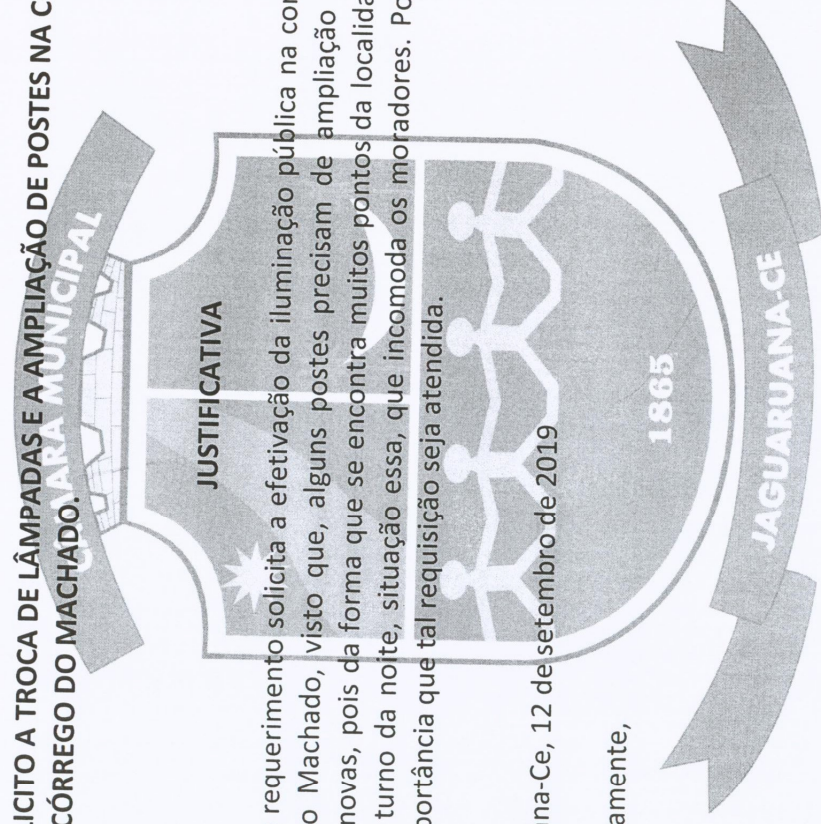 LICITO A TROCA DE LÂMPADAS E A AMPLIAÇÃO DE POSTES NA C
CÓRREGO DO MACHADO.
CÂMARA MUNICIPAL
JUSTIFICATIVA
requerimento solicita a efetivação da iluminação pública na con
o Machado, visto que, alguns postes precisam de ampliação
novas, pois da forma que se encontra muitos pontos da localida
turno da noite, situação essa, que incomoda os moradores. Po
portância que tal requisição seja atendida.
na-Ce, 12 de setembro de 2019
amente,
1865
JAGUARUANA-CE